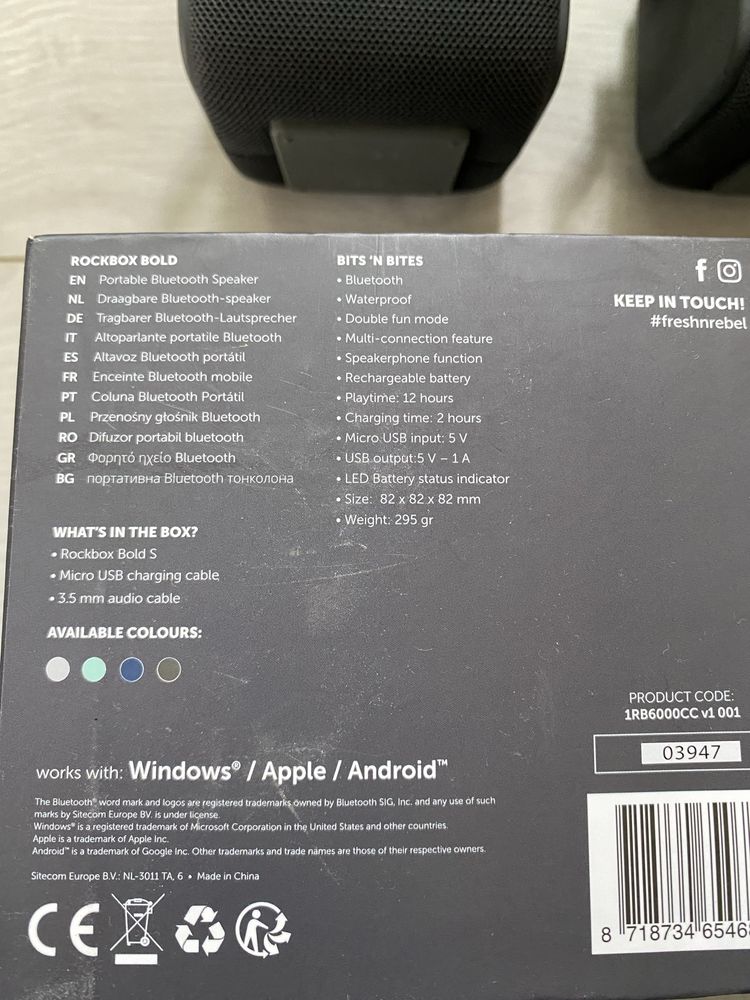 ROCKBOX BOLD
EN Portable Bluetooth Speaker
NL Draagbare Bluetooth-speaker
DE Tragbarer Bluetooth-Lautsprecher
IT Altoparlante portatile Bluetooth
ES Altavoz Bluetooth portátil
FR Enceinte Bluetooth mobile
PT Coluna Bluetooth Portátil
PL Przenośny głośnik Bluetooth
RO Difuzor portabil bluetooth
GR Φορητό ηχείο Bluetooth
BG портативна Bluetooth тонколона
WHAT'S IN THE BOX?
• Rockbox Bold S
• Micro USB charging cable
• 3.5 mm audio cable
AVAILABLE COLOURS:
BITS 'N BITES
• Bluetooth
• Waterproof
• Double fun mode
• Multi-connection feature
• Speakerphone function
• Rechargeable battery
• Playtime: 12 hours
• Charging time: 2 hours
• Micro USB input: 5 V
• USB output:5 V – 1 A
• LED Battery status indicator
• Size: 82 x 82 x 82 mm
• Weight: 295 gr
KEEP IN TOUCH!
#freshnrebel
PRODUCT CODE:
1RB6000CC v1 001
03947
works with: Windows® / Apple / Android™
The Bluetooth® word mark and logos are registered trademarks owned by Bluetooth SIG, Inc. and any use of such
marks by Sitecom Europe BV. is under license.
Windows® is a registered trademark of Microsoft Corporation in the United States and other countries.
Apple is a trademark of Apple Inc.
Android™ is a trademark of Google Inc. Other trademarks and trade names are those of their respective owners.
Sitecom Europe B.V.: NL-3011 TA, 6 • Made in China
CE
8 718734 65468